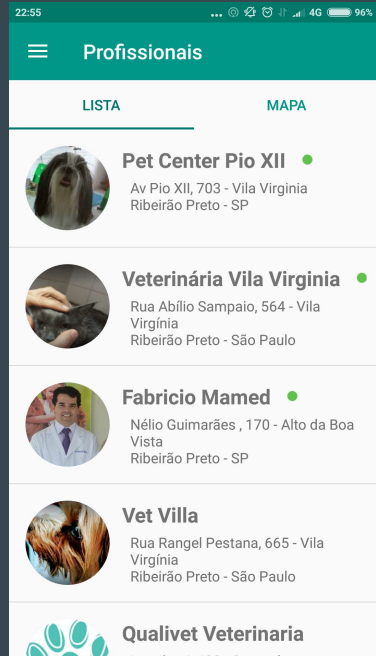 22:55
... 4G 96%
Profissionais
LISTA MAPA
Pet Center Pio XII
Av Pio XII, 703 - Vila Virginia
Ribeirão Preto - SP
Veterinária Vila Virginia
Rua Abílio Sampaio, 564 - Vila
Virgínia
Ribeirão Preto - São Paulo
Fabricio Mamed
Nélio Guimarães , 170 - Alto da Boa
Vista
Ribeirão Preto - SP
Vet Villa
Rua Rangel Pestana, 665 - Vila
Virgínia
Ribeirão Preto - São Paulo
Qualivet Veterinaria